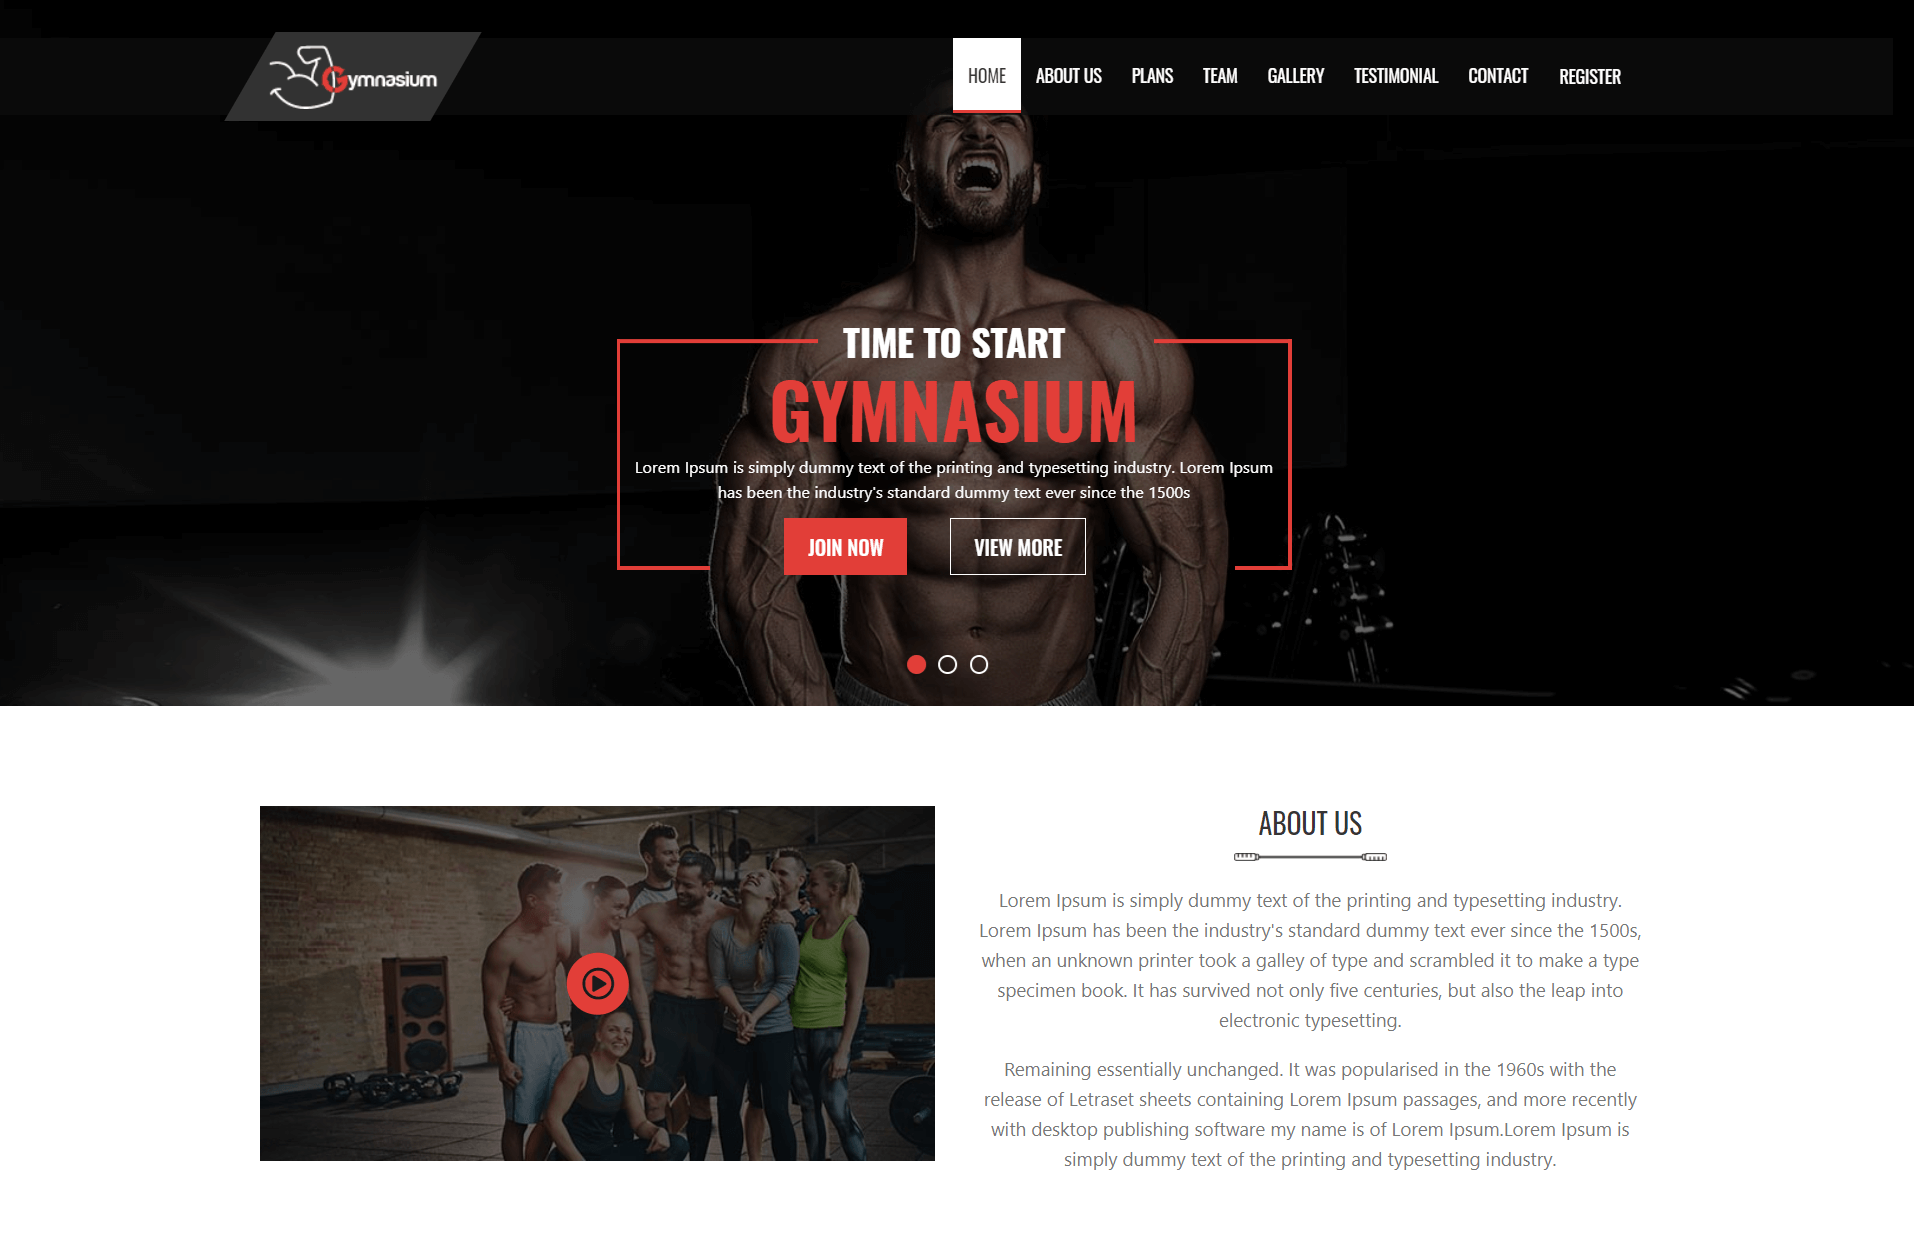 Gymnasium
HOME ABOUT US PLANS TEAM GALLERY TESTIMONIAL CONTACT REGISTER
TIME TO START
GYMNASIUM
Lorem Ipsum is simply dummy text of the printing and typesetting industry. Lorem Ipsum
has been the industry's standard dummy text ever since the 1500s
JOIN NOW VIEW MORE
ABOUT US
Lorem Ipsum is simply dummy text of the printing and typesetting industry.
Lorem Ipsum has been the industry's standard dummy text ever since the 1500s,
when an unknown printer took a galley of type and scrambled it to make a type
specimen book. It has survived not only five centuries, but also the leap into
electronic typesetting.
Remaining essentially unchanged. It was popularised in the 1960s with the
release of Letraset sheets containing Lorem Ipsum passages, and more recently
with desktop publishing software my name is of Lorem Ipsum.Lorem Ipsum is
simply dummy text of the printing and typesetting industry.